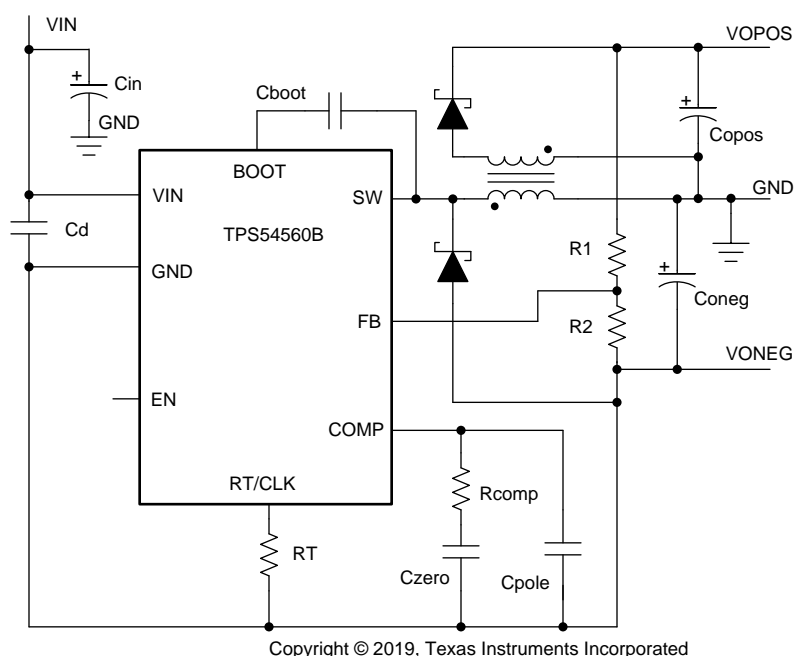 VIN
VOPOS
Cin
+
Cboot
+
Copos
GND
BOOT
VIN
SW
GND
Cd
TPS54560B
R1
GND
+
Coneg
FB
R2
VONEG
EN
COMP
RT/CLK
Rcomp
RT
Czero
Cpole
Copyright © 2019, Texas Instruments Incorporated